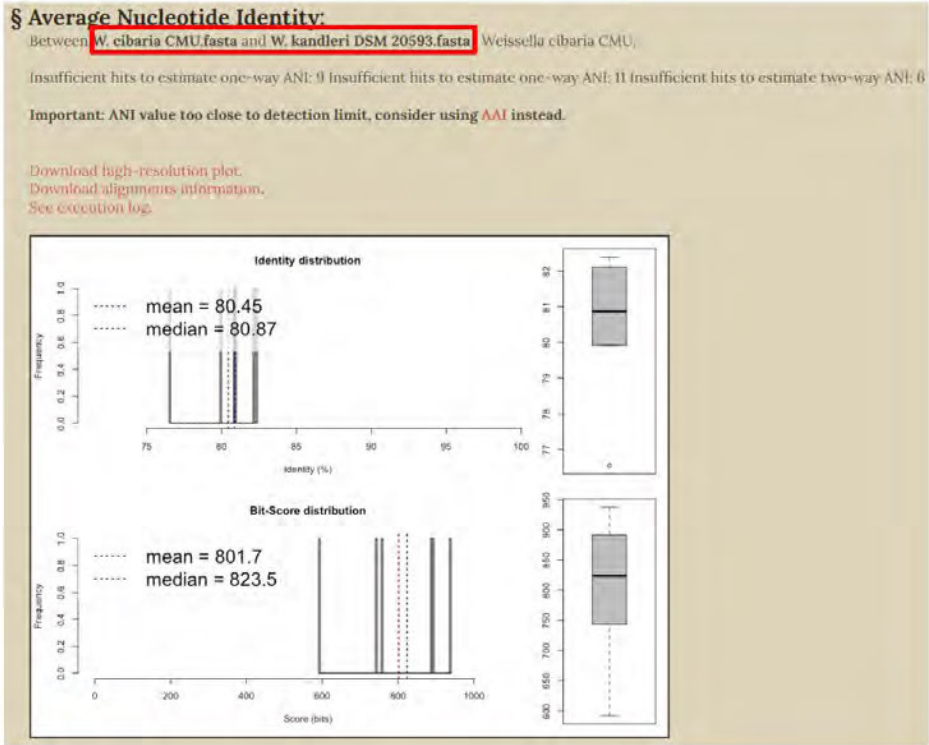 § Average Nucleotide Identity:
Between W. cibaria CMU.fasta and W. kandleri DSM 20593.fasta Weissella cibaria CMU,
Insufficient hits to estimate one-way ANI: 9 Insufficient hits to estimate one-way ANI: 11 Insufficient hits to estimate two-way ANI: 6
Important: ANI value too close to detection limit, consider using AAI instead.
Download high-resolution plot.
Download alignments information.
See execution log.
Identity distribution
mean = 80.45
median = 80.87
Frequency
0.0 0.2 0.4 0.6 0.8 1.0
75 80 85 90 95 100
Identity (%)
77 78 79 80 81 82
Bit-Score distribution
mean = 801.7
median = 823.5
Frequency
0.0 0.2 0.4 0.6 0.8 1.0
0 200 400 600 800 1000
Score (bits)
600 650 700 750 800 850 900 950